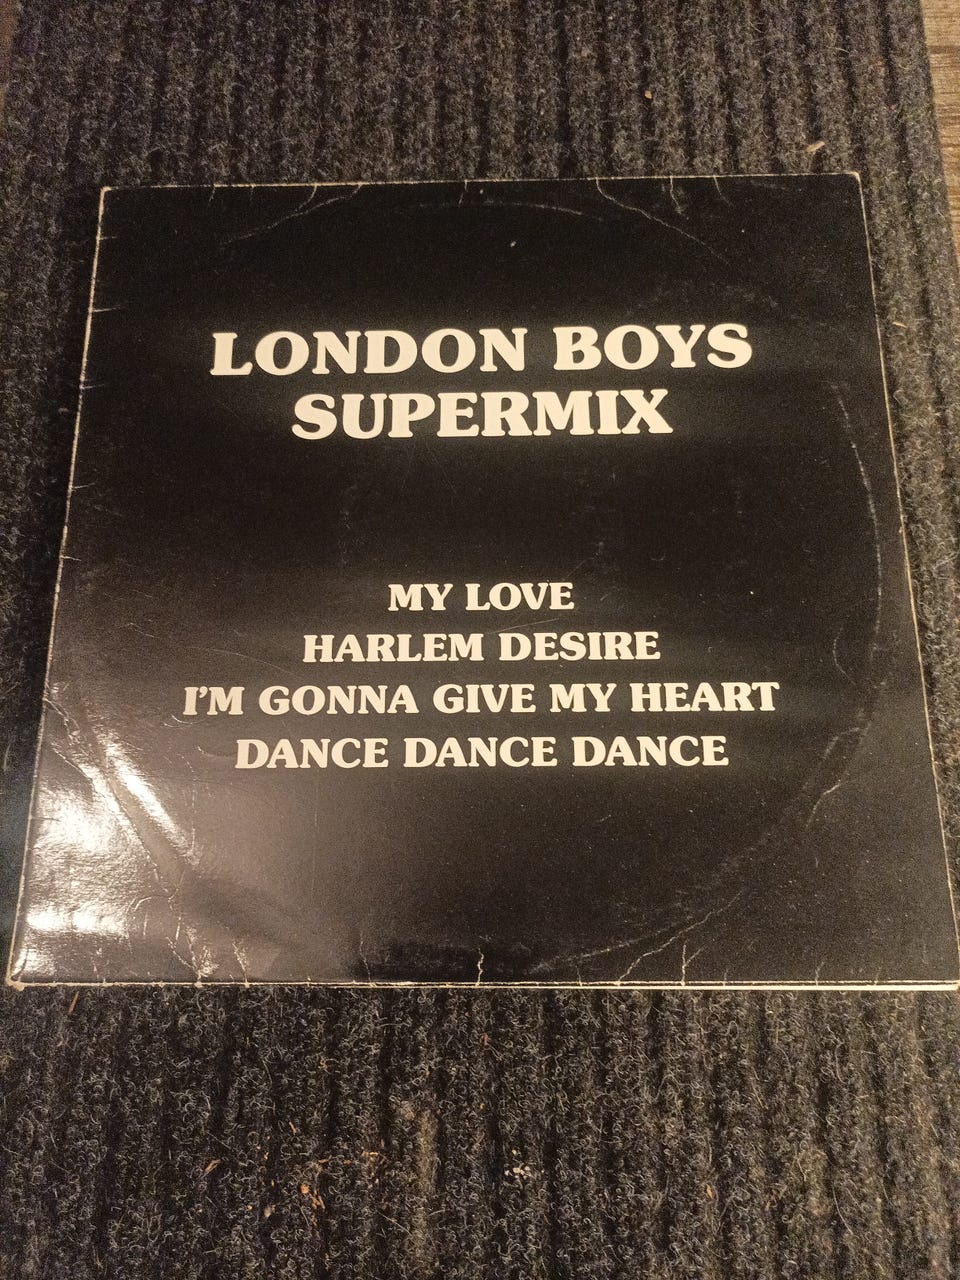 LONDON BOYS
SUPERMIX
MY LOVE
HARLEM DESIRE
I'M GONNA GIVE MY HEART
DANCE DANCE DANCE